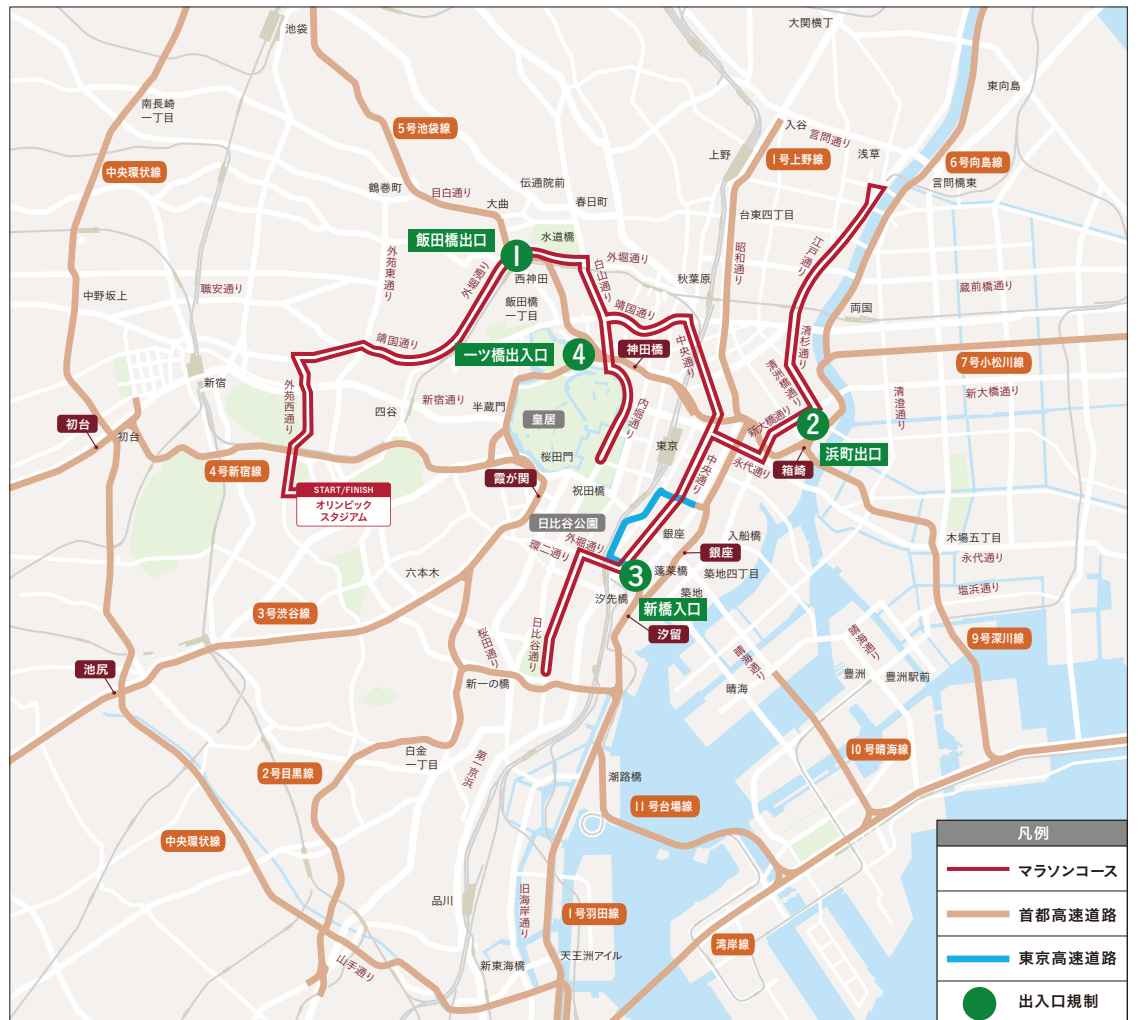 池袋
大関横丁
東向島
南長崎
一丁目
5号池袋線
入谷
言問通り
浅草
上野
1号上野線
6号向島線
中央環状線
鶴巻町
目白通り
伝通院前
春日町
言問橋東
大曲
台東四丁目
飯田橋出口
水道橋
1
外苑東通り
外堀通り
西神田
白山通り
外堀通り
秋葉原
昭和通り
江戸通り
中野坂上
職安通り
飯田橋
一丁目
靖国通り
両国
蔵前橋通り
靖国通り
一ツ橋出入口
4
神田橋
中央通り
清杉通り
7号小松川線
新宿
外苑西通り
四谷
新宿通り
半蔵門
内堀通り
清洲橋通り
清澄通り
新大橋通り
初台
初台
皇居
新大橋通り
2
浜町出口
4号新宿線
桜田門
東京
永代通り
箱崎
START/FINISH
オリンピック
スタジアム
霞が関
祝田橋
中央通り
日比谷公園
外堀通り
環二通り
銀座
入船橋
銀座
木場五丁目
永代通り
六本木
3
蓬莱橋
築地四丁目
塩浜通り
汐先橋
築地
新橋入口
3号渋谷線
汐留
9号深川線
桜田通り
日比谷通り
晴海通り
晴海通り
池尻
新一の橋
晴海
豊洲
豊洲駅前
白金
一丁目
第一京浜
10号晴海線
2号目黒線
潮路橋
11号台場線
中央環状線
凡例
マラソンコース
品川
旧海岸通り
1号羽田線
首都高速道路
湾岸線
東京高速道路
天王洲アイル
山手通り
新東海橋
出入口規制